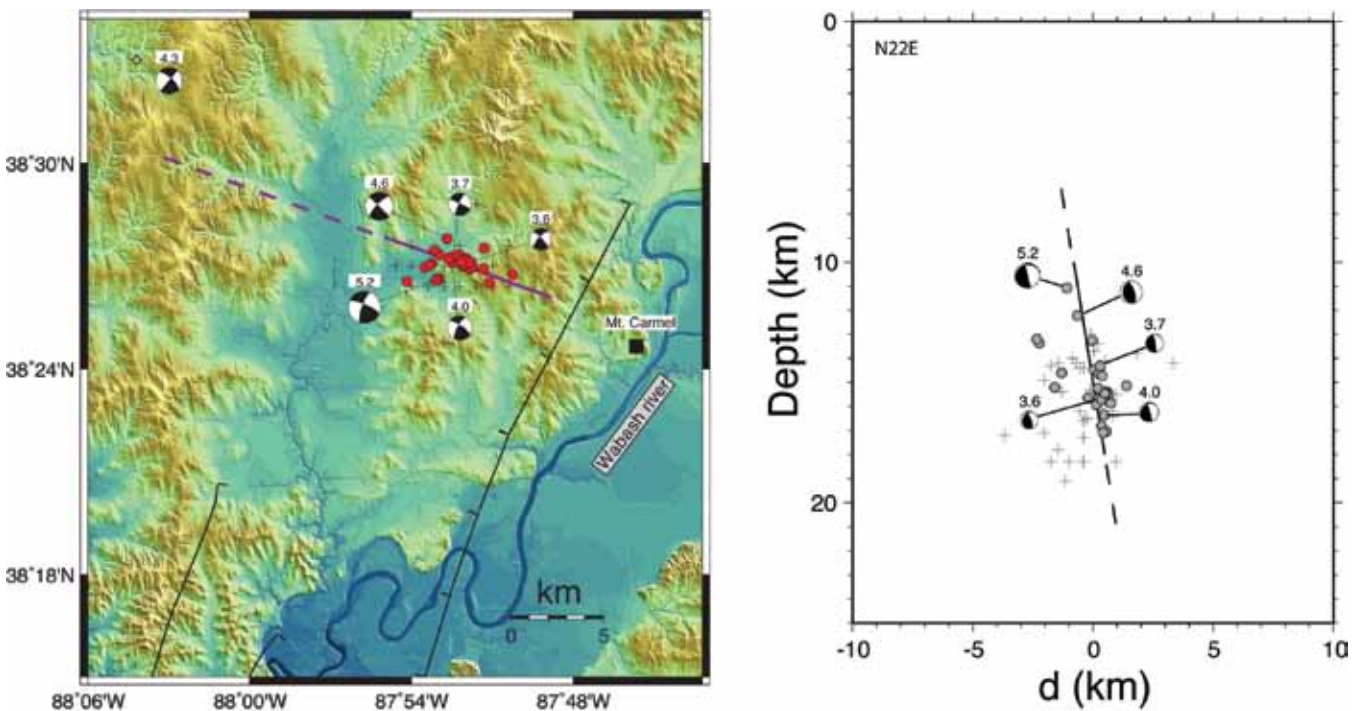 4.3
38°30'N
4.6
3.7
3.6
5.2
4.0
Mt. Carmel
38°24'N
Wabash river
38°18'N
km
0 5
88°06'W 88°00'W 87°54'W 87°48'W
N22E
0
10
20
Depth (km)
5.2
4.6
3.7
3.6
4.0
-10 -5 0 5 10
d (km)